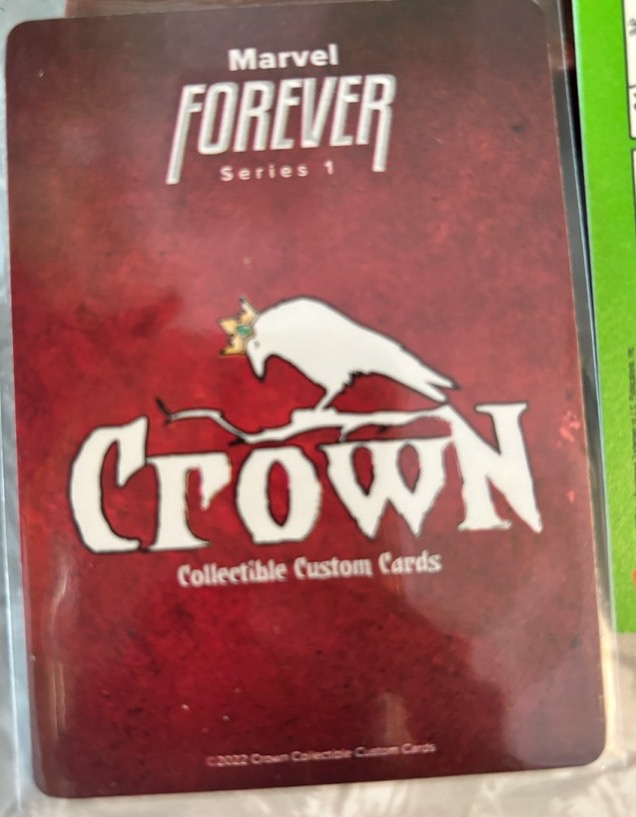 Marvel
FOREVER
Series 1
Crown
Collectible Custom Cards
©2022 Crown Collectible Custom Cards